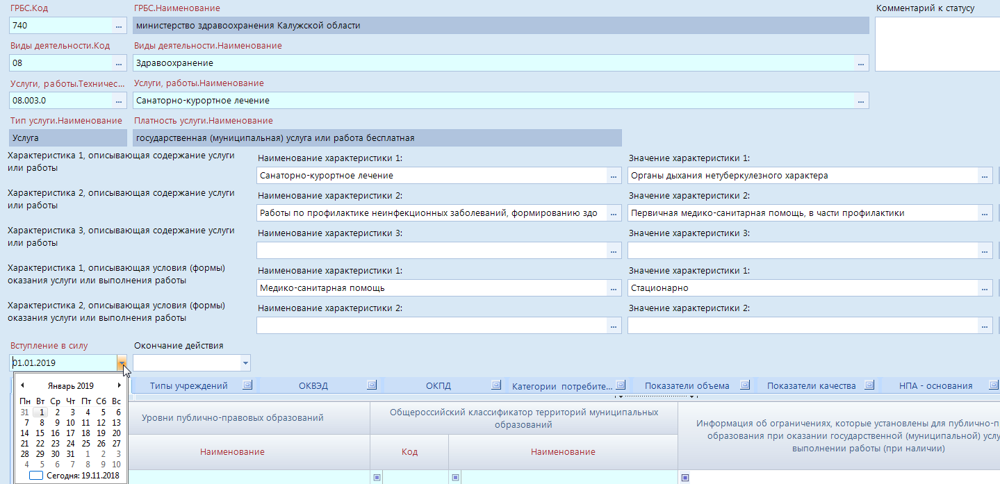 ГРБС.Код ГРБС.Наименование Комментарий к статусу
740 ... министерство здравоохранения Калужской области
Виды деятельности.Код Виды деятельности.Наименование
08 ... Здравоохранение ...
Услуги, работы.Техничес... Услуги, работы.Наименование
08.003.0 ... Санаторно-курортное лечение ...
Тип услуги.Наименование Платность услуги.Наименование
Услуга государственная (муниципальная) услуга или работа бесплатная
Характеристика 1, описывающая содержание услуги
или работы
Наименование характеристики 1: Значение характеристики 1:
Санаторно-курортное лечение ... Органы дыхания нетуберкулезного характера ...
Характеристика 2, описывающая содержание услуги
или работы
Наименование характеристики 2: Значение характеристики 2:
Работы по профилактике неинфекционных заболеваний, формированию здо ... Первичная медико-санитарная помощь, в части профилактики ...
Характеристика 3, описывающая содержание услуги
или работы
Наименование характеристики 3: Значение характеристики 3:
... ...
Характеристика 1, описывающая условия (формы)
оказания услуги или выполнения работы
Наименование характеристики 1: Значение характеристики 1:
Медико-санитарная помощь ... Стационарно ...
Характеристика 2, описывающая условия (формы)
оказания услуги или выполнения работы
Наименование характеристики 2: Значение характеристики 2:
... ...
Вступление в силу Окончание действия
01.01.2019
Январь 2019
Пн Вт Ср Чт Пт Сб Вс
31 1 2 3 4 5 6
7 8 9 10 11 12 13
14 15 16 17 18 19 20
21 22 23 24 25 26 27
28 29 30 31 1 2 3
4 5 6 7 8 9 10
Сегодня: 19.11.2018
Типы учреждений ОКВЭД ОКПД Категории потребите... Показатели объема Показатели качества НПА - основания
Уровни публично-правовых образований
Общероссийский классификатор территорий муниципальных
образований
Информация об ограничениях, которые установлены для публично-п
образования при оказании государственной (муниципальной) услу
выполнении работы (при наличии)
Наименование Код Наименование